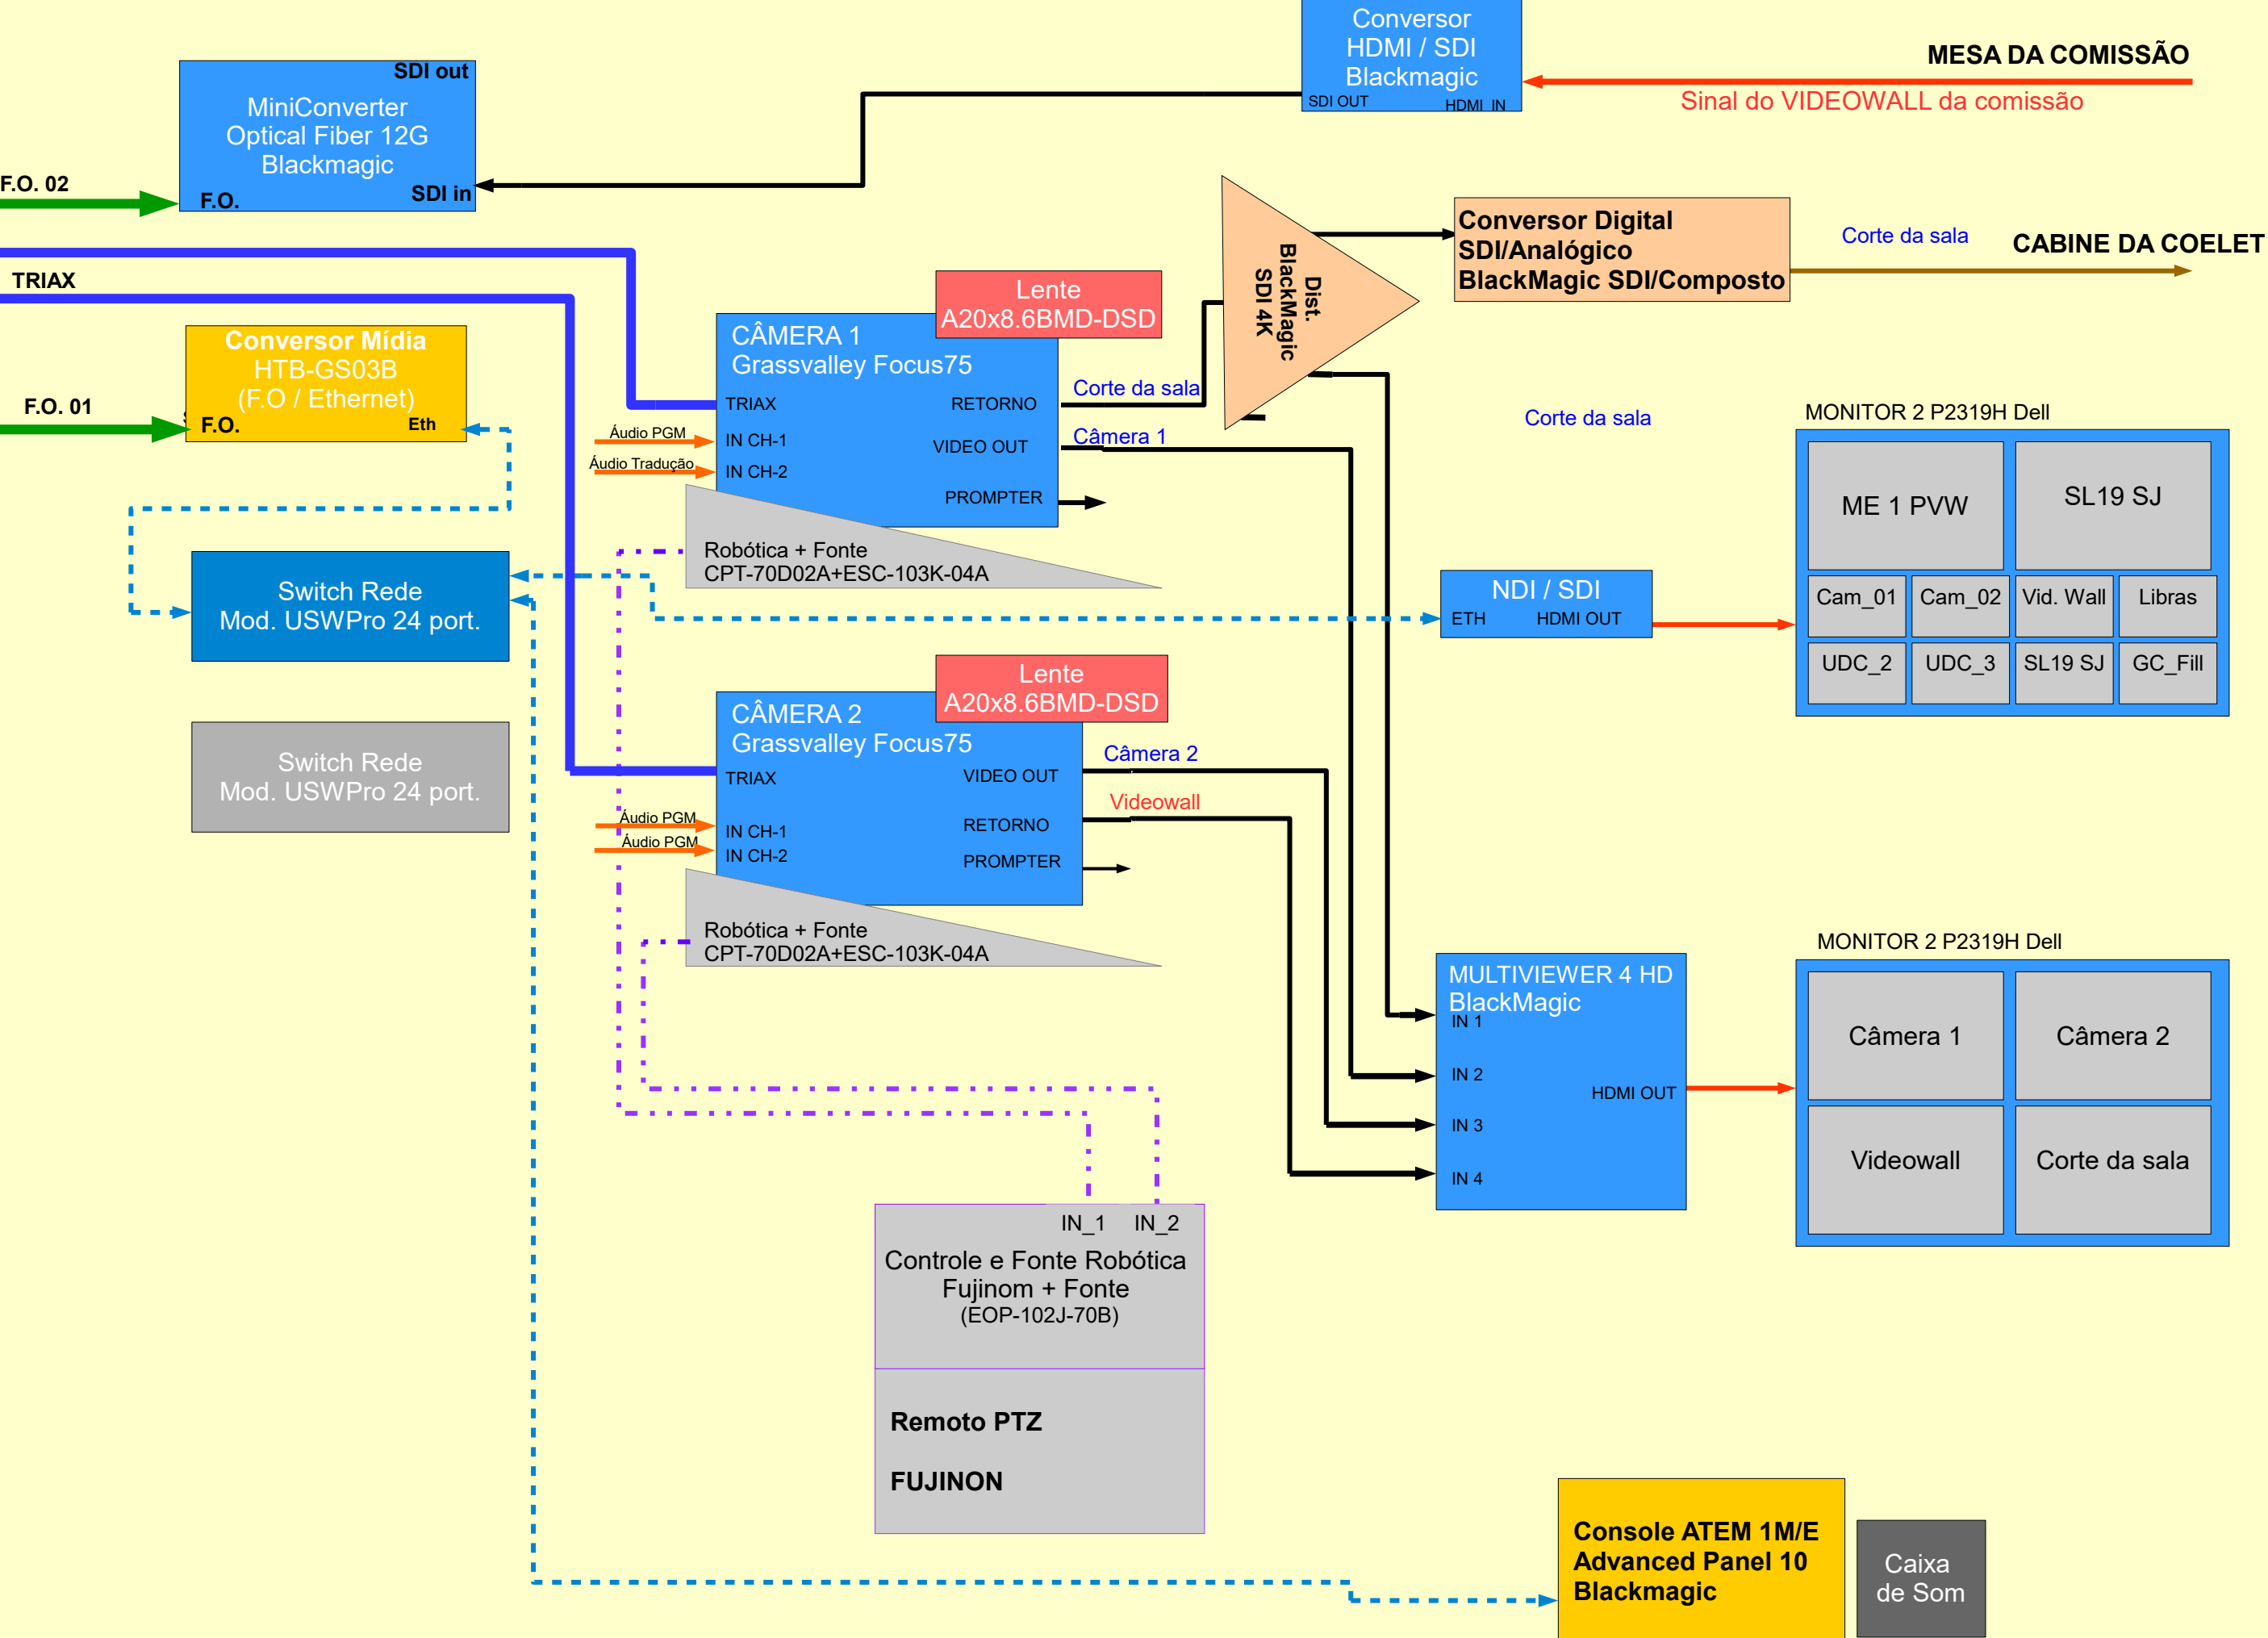 Conversor
HDMI / SDI
Blackmagic
SDI OUT
HDMI IN
MESA DA COMISSÃO
Sinal do VIDEOWALL da comissão
SDI out
MiniConverter
Optical Fiber 12G
Blackmagic
SDI in
F.O.
F.O. 02
TRIAX
Conversor Mídia
HTB-GS03B
(F.O / Ethernet)
F.O.
Eth
F.O. 01
Switch Rede
Mod. USWPro 24 port.
Switch Rede
Mod. USWPro 24 port.
Lente
A20x8.6BMD-DSD
CÂMERA 1
Grassvalley Focus75
TRIAX
RETORNO
IN CH-1
VIDEO OUT
IN CH-2
PROMPTER
Áudio PGM
Áudio Tradução
Corte da sala
Câmera 1
Robótica + Fonte
CPT-70D02A+ESC-103K-04A
Dist.
BlackMagic
SDI 4K
Conversor Digital
SDI/Analógico
BlackMagic SDI/Composto
Corte da sala
CABINE DA COELET
Corte da sala
MONITOR 2 P2319H Dell
ME 1 PVW
SL19 SJ
Cam_01
Cam_02
Vid. Wall
Libras
UDC_2
UDC_3
SL19 SJ
GC_Fill
NDI / SDI
ETH
HDMI OUT
Lente
A20x8.6BMD-DSD
CÂMERA 2
Grassvalley Focus75
TRIAX
VIDEO OUT
IN CH-1
RETORNO
IN CH-2
PROMPTER
Áudio PGM
Áudio PGM
Câmera 2
Videowall
Robótica + Fonte
CPT-70D02A+ESC-103K-04A
MULTIVIEWER 4 HD
BlackMagic
IN 1
IN 2
HDMI OUT
IN 3
IN 4
MONITOR 2 P2319H Dell
Câmera 1
Câmera 2
Videowall
Corte da sala
IN_1
IN_2
Controle e Fonte Robótica
Fujinom + Fonte
(EOP-102J-70B)
Remoto PTZ
FUJINON
Console ATEM 1M/E
Advanced Panel 10
Blackmagic
Caixa
de Som